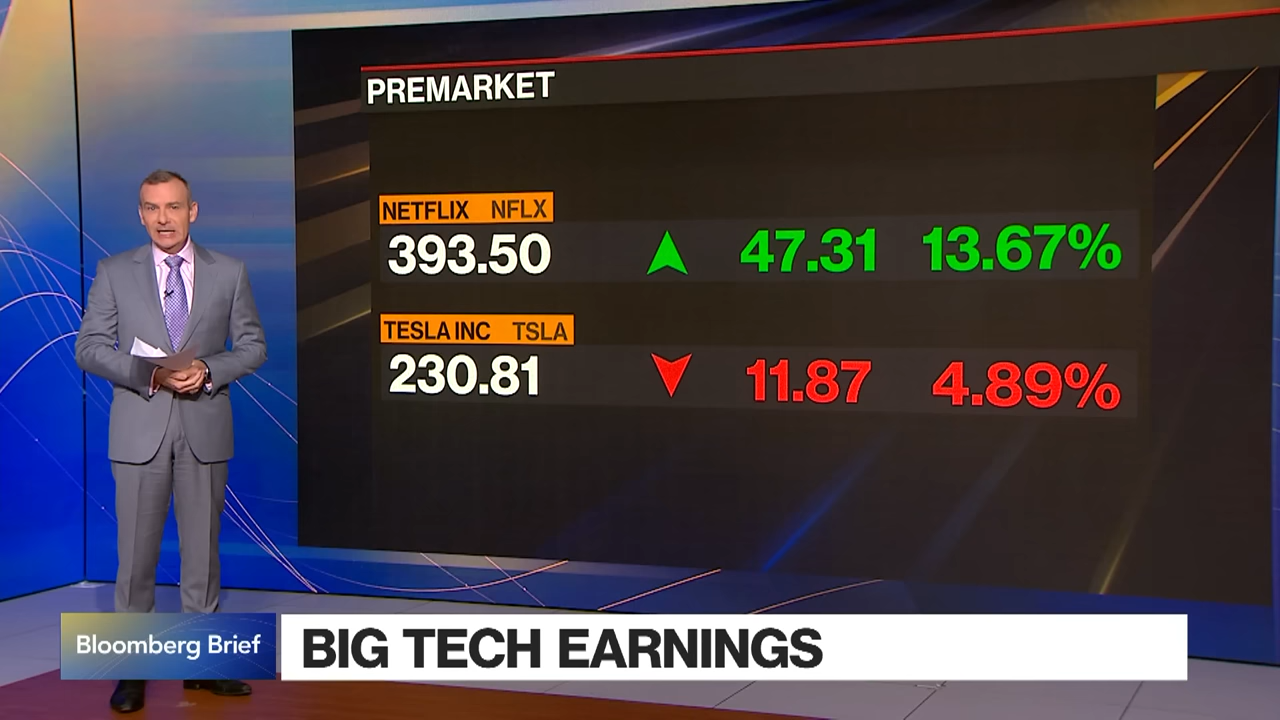 PREMARKET
NETFLIX NFLX
393.50 47.31 13.67%
TESLA INC TSLA
230.81 11.87 4.89%
Bloomberg Brief
BIG TECH EARNINGS